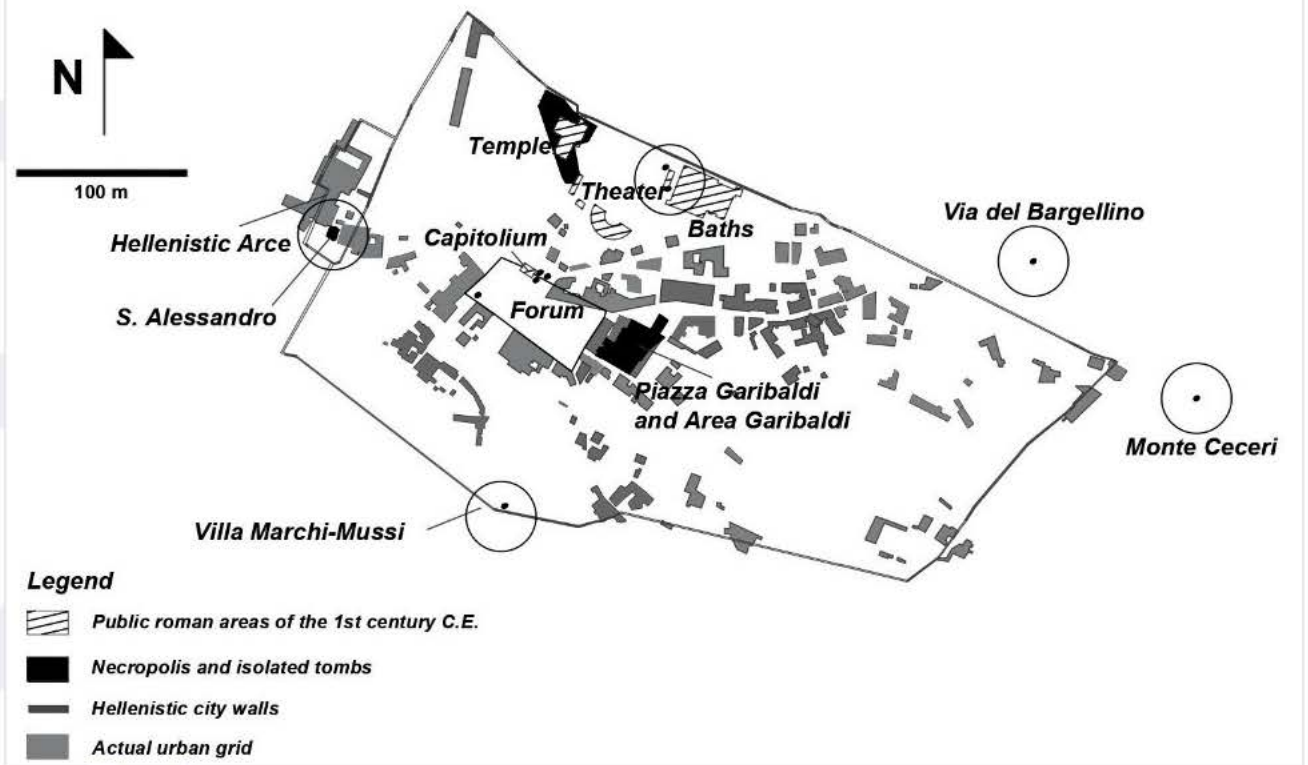 N
100 m
Temple
Theater
Baths
Via del Bargellino
Hellenistic Arce
Capitolium
S. Alessandro
Forum
Piazza Garibaldi
and Area Garibaldi
Monte Ceceri
Villa Marchi-Mussi
Legend
Public roman areas of the 1st century C.E.
Necropolis and isolated tombs
Hellenistic city walls
Actual urban grid